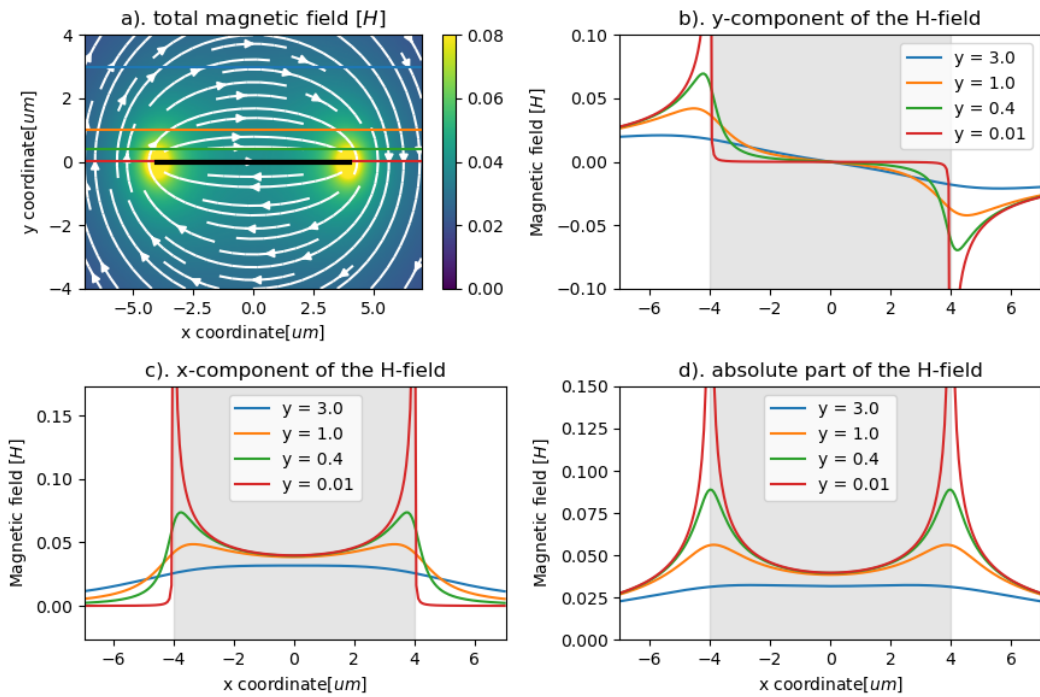 a). total magnetic field [H]
4
2
0
−2
−4
y coordinate[um]
−5.0
−2.5
0.0
2.5
5.0
x coordinate[um]
0.08
0.06
0.04
0.02
0.00
b). y-component of the H-field
0.10
0.05
0.00
−0.05
−0.10
Magnetic field [H]
y = 3.0
y = 1.0
y = 0.4
y = 0.01
−6
−4
−2
0
2
4
6
c). x-component of the H-field
0.15
0.10
0.05
0.00
Magnetic field [H]
y = 3.0
y = 1.0
y = 0.4
y = 0.01
−6
−4
−2
0
2
4
6
x coordinate[um]
d). absolute part of the H-field
0.150
0.125
0.100
0.075
0.050
0.025
0.000
Magnetic field [H]
y = 3.0
y = 1.0
y = 0.4
y = 0.01
−6
−4
−2
0
2
4
6
x coordinate[um]